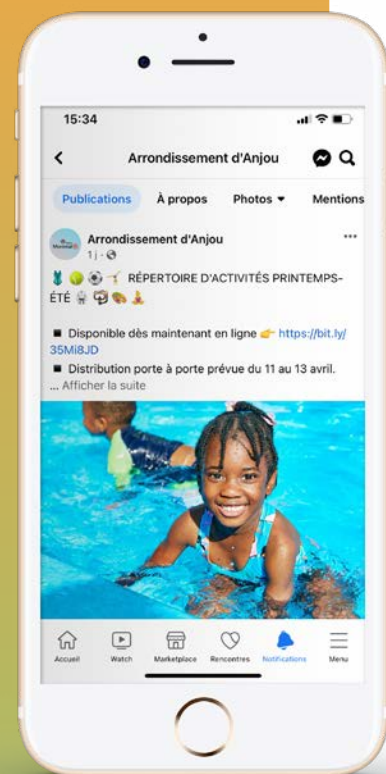 15:34
Arrondissement d'Anjou
Publications À propos Photos Mentions
Arrondissement d'Anjou
1 j
RÉPERTOIRE D'ACTIVITÉS PRINTEMPS-
ÉTÉ
Disponible dès maintenant en ligne 👉 https://bit.ly/
35Mi8JD
Distribution porte à porte prévue du 11 au 13 avril.
... Afficher la suite
Accueil Watch Marketplace Rencontres Notifications Menu